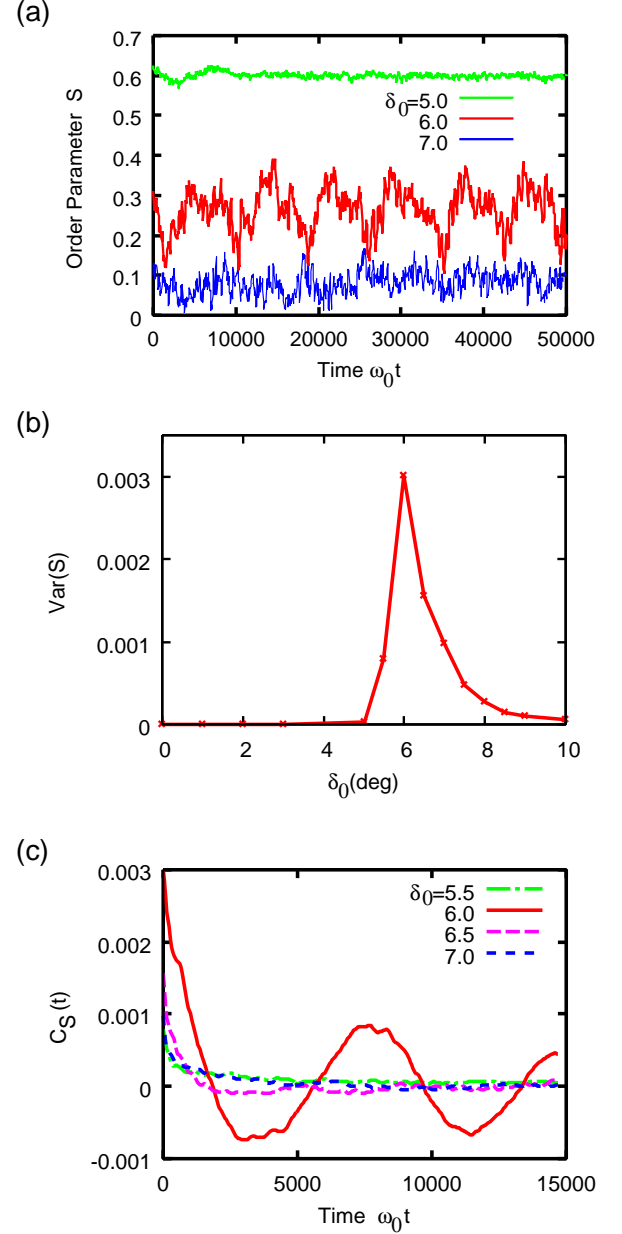 (a)
0.7
0.6
0.5
0.4
0.3
0.2
0.1
0
Order Parameter S
δ0=5.0
6.0
7.0
0 10000 20000 30000 40000 50000
Time ω0t
(b)
0.003
0.002
0.001
0
Var(S)
0 2 4 6 8 10
δ0(deg)
(c)
0.003
0.002
0.001
0
-0.001
CS(t)
δ0=5.5
6.0
6.5
7.0
0 5000 10000 15000
Time ω0t